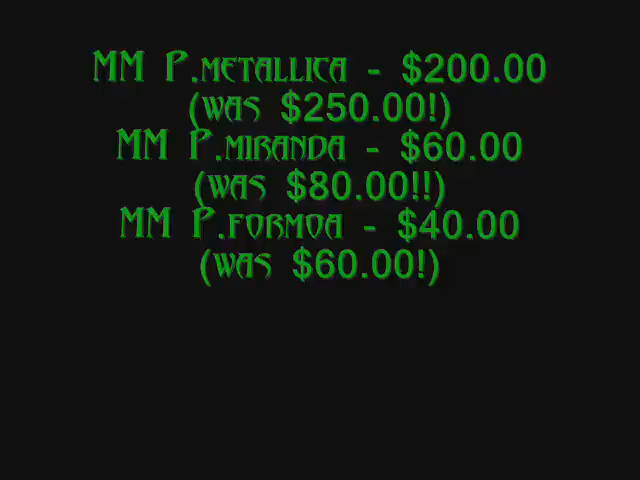 MM P.METALLICA - $200.00
(WAS $250.00!)
MM P.MIRANDA - $60.00
(WAS $80.00!!)
MM P.FORMOA - $40.00
(WAS $60.00!)